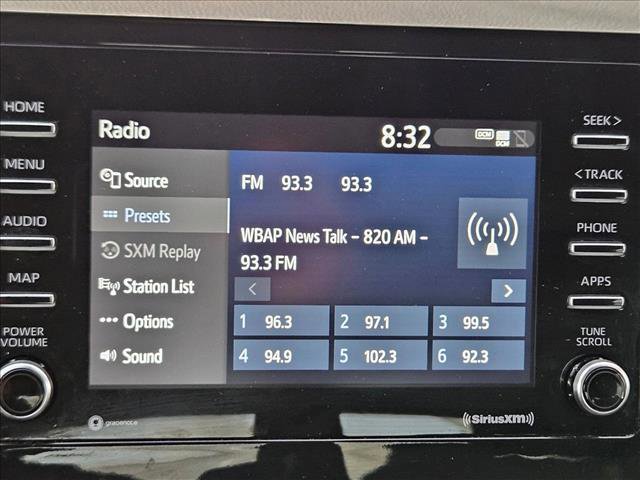 HOME
MENU
AUDIO
MAP
POWER
VOLUME
Radio
8:32
DCM
DCM
Source
Presets
SXM Replay
Station List
Options
Sound
FM 93.3 93.3
WBAP News Talk - 820 AM -
93.3 FM
< >
1 96.3 2 97.1 3 99.5
4 94.9 5 102.3 6 92.3
SEEK >
< TRACK
PHONE
APPS
TUNE
SCROLL
gracenote
((SiriusXM))